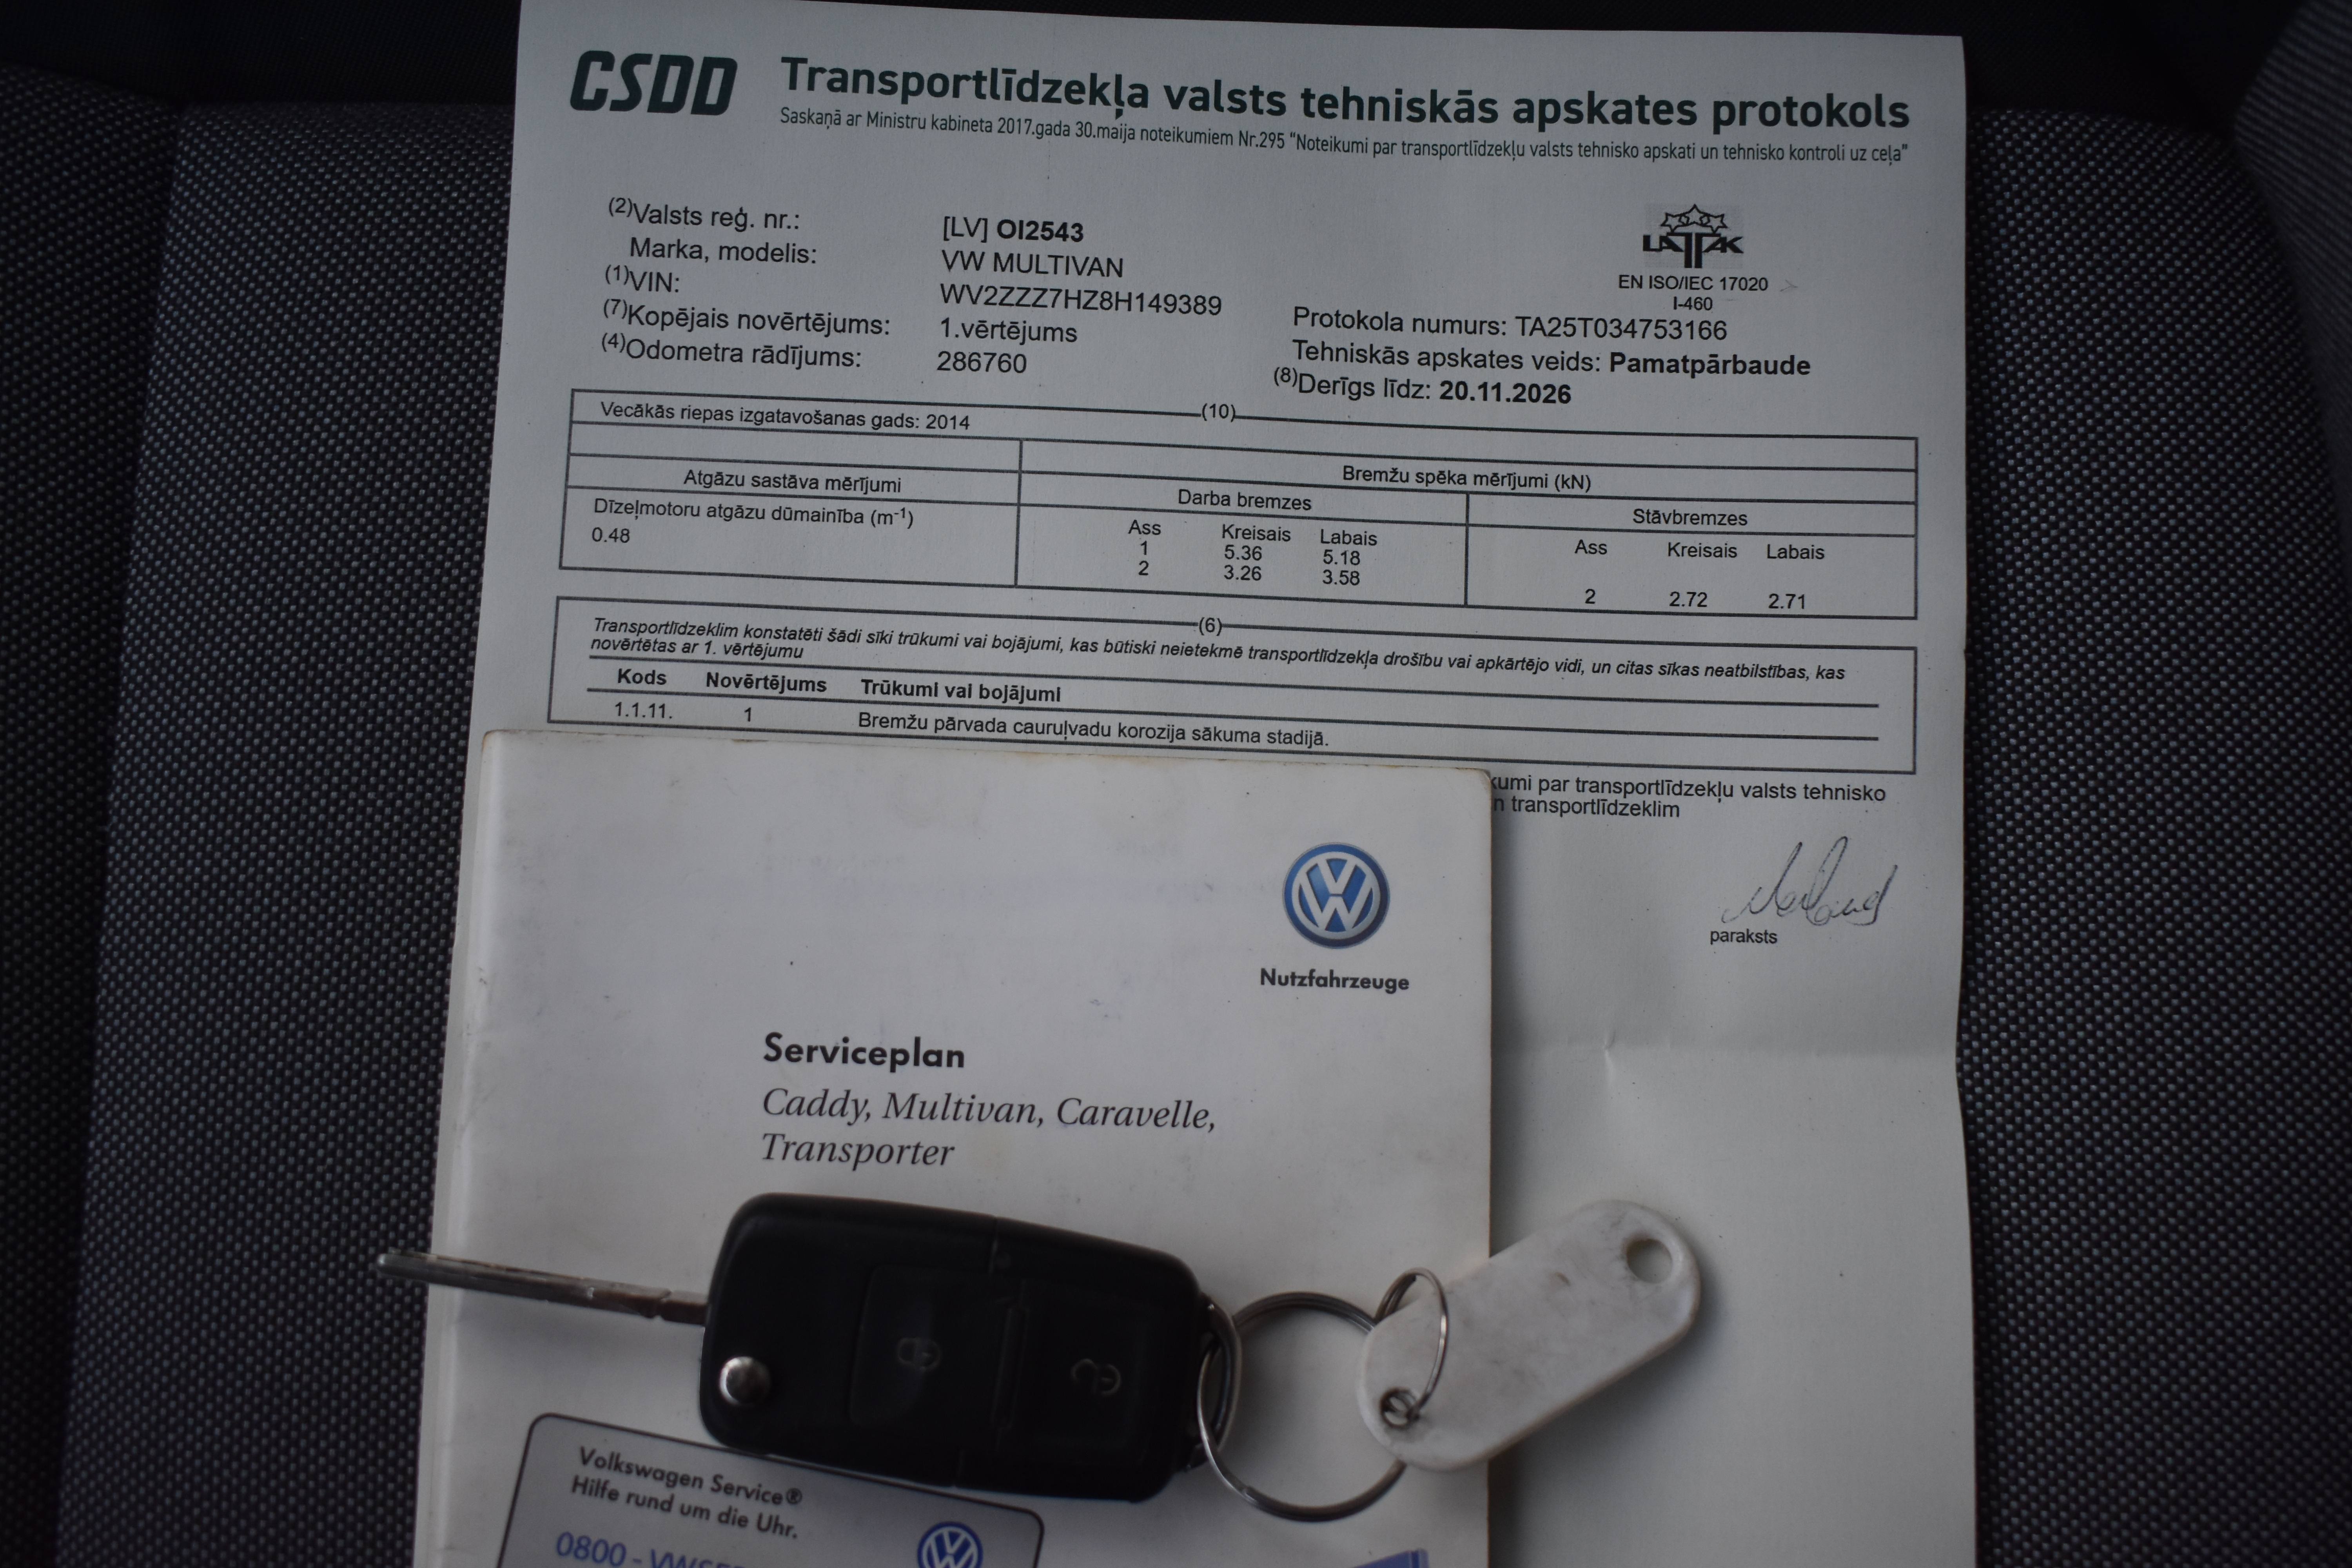 CSDD
Transportlīdzekļa valsts tehniskās apskates protokols
Saskaņā ar Ministru kabineta 2017.gada 30.maija noteikumiem Nr.295 "Noteikumi par transportlīdzekļu valsts tehnisko apskati un tehnisko kontroli uz ceļa"
(2)Valsts reģ. nr.: [LV] OI2543
Marka, modelis: VW MULTIVAN
(1)VIN: WV2ZZZ7HZ8H149389
(7)Kopējais novērtējums: 1.vērtējums
(4)Odometra rādījums: 286760
LATAK
EN ISO/IEC 17020
I-460
Protokola numurs: TA25T034753166
Tehniskās apskates veids: Pamatpārbaude
(8)Derīgs līdz: 20.11.2026
(10)
Vecākās riepas izgatavošanas gads: 2014
Atgāzu sastāva mērījumi
Dīzeļmotoru atgāzu dūmainība (m-1)
0.48
Bremžu spēka mērījumi (kN)
Darba bremzes
Ass Kreisais Labais
1 5.36 5.18
2 3.26 3.58
Stāvbremzes
Ass Kreisais Labais
2 2.72 2.71
(6)
Transportlīdzeklim konstatēti šādi sīki trūkumi vai bojājumi, kas būtiski neietekmē transportlīdzekļa drošību vai apkārtējo vidi, un citas sīkas neatbilstības, kas
novērtētas ar 1. vērtējumu
Kods Novērtējums Trūkumi vai bojājumi
1.1.11. 1 Bremžu pārvada cauruļvadu korozija sākuma stadijā.
kumi par transportlīdzekļu valsts tehnisko
n transportlīdzeklim
paraksts
Nutzfahrzeuge
Serviceplan
Caddy, Multivan, Caravelle,
Transporter
Volkswagen Service®
Hilfe rund um die Uhr.
0800 -